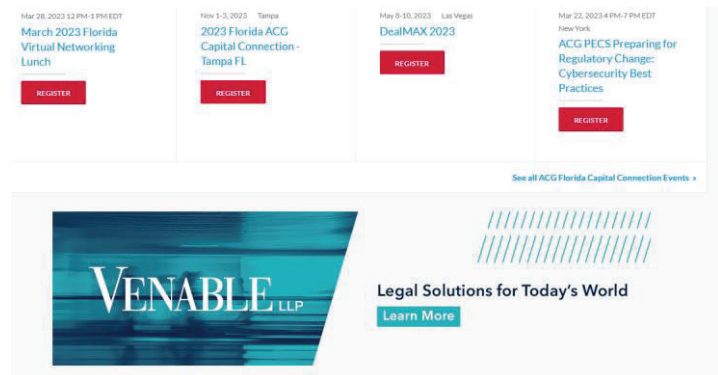 Mar 28, 2023 12 PM-1 PM EDT
March 2023 Florida
Virtual Networking
Lunch
REGISTER
Nov 1-3, 2023 Tampa
2023 Florida ACG
Capital Connection -
Tampa FL
REGISTER
May 8-10, 2023 Las Vegas
DealMAX 2023
REGISTER
Mar 22, 2023 4 PM-7 PM EDT
New York
ACG PECS Preparing for
Regulatory Change:
Cybersecurity Best
Practices
REGISTER
See all ACG Florida Capital Connection Events »
VENABLE LLP
Legal Solutions for Today's World
Learn More